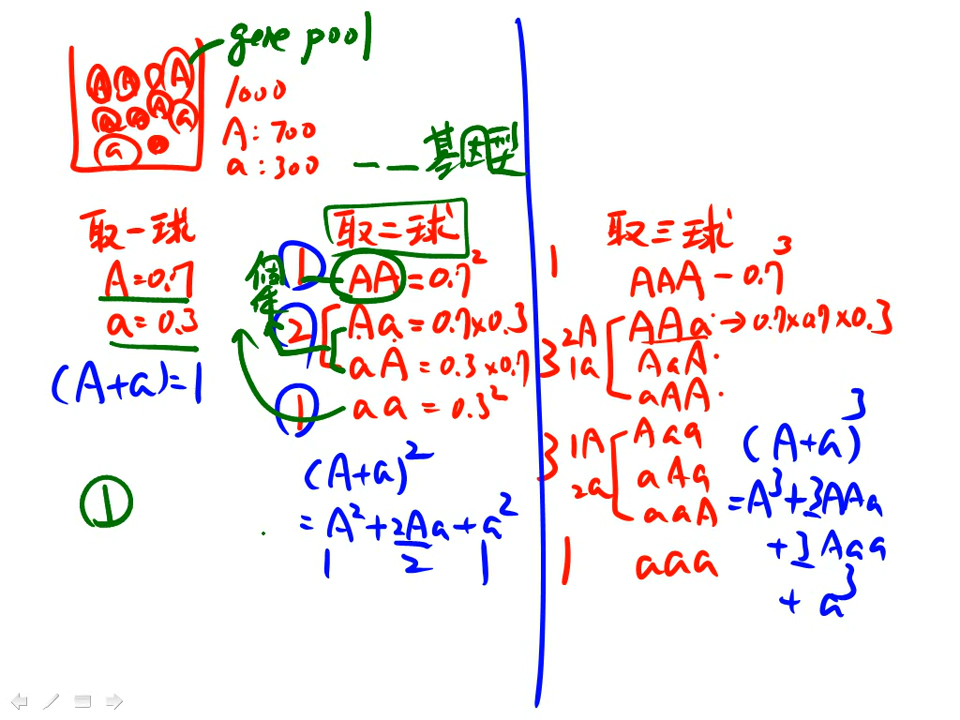 gene pool
1000
A: 700
a: 300
——基因型
取一球
A=0.7
a=0.3
(A+a)=1
①
取二球
個体
① AA = 0.7²
② Aa = 0.7×0.3
aA = 0.3×0.7
① aa = 0.3²
(A+a)²
= A² + 2Aa + a²
1 2 1
取三球
1 AAA - 0.7³
3 2A 1a AAa → 0.7×0.7×0.3
AaA
aAA
3 1A 2a Aaa
aAa
aaA
1 aaa
(A+a)³
= A³ + 3AAa
+ 3Aaa
+ a³